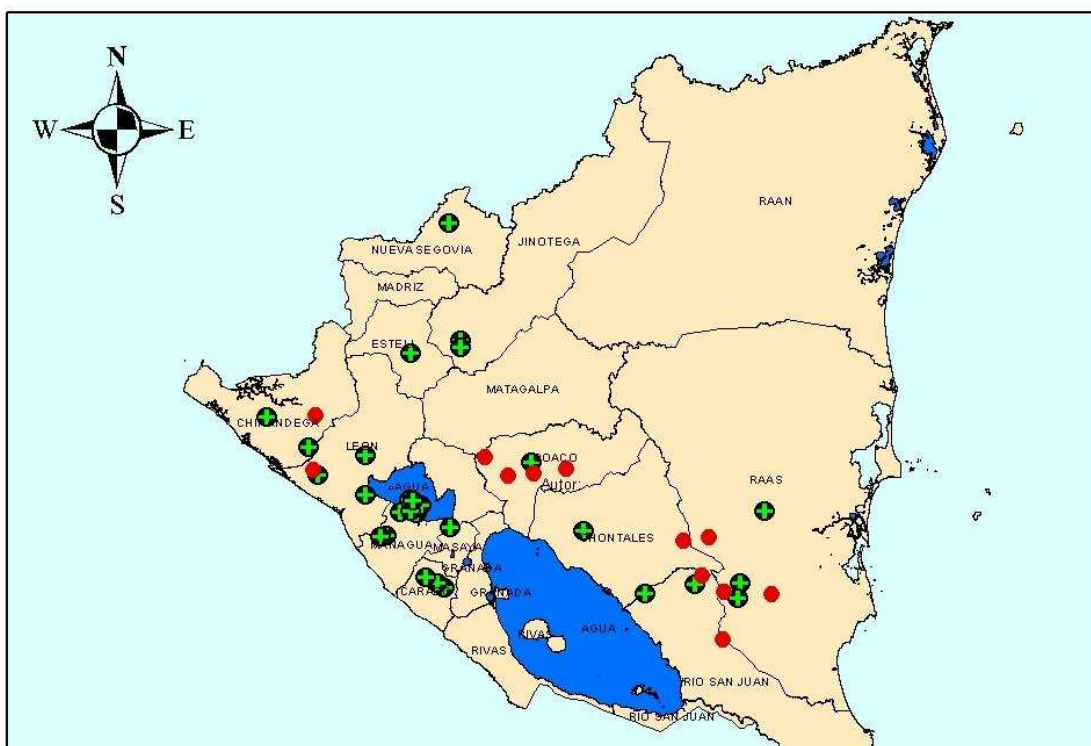 N
W E
S
RAAN
JINOTEGA
NUEVA SEGOVIA
MADRIZ
ESTELI
MATAGALPA
CHINANDEGA
LEON
BOACO
AGUA
Autor:
RAAS
CHONTALES
MANAGUA
MASAYA
GRANADA
CARAZO
GRANADA
AGUA
RIVAS
RIVAS
RIO SAN JUAN
RIO SAN JUAN